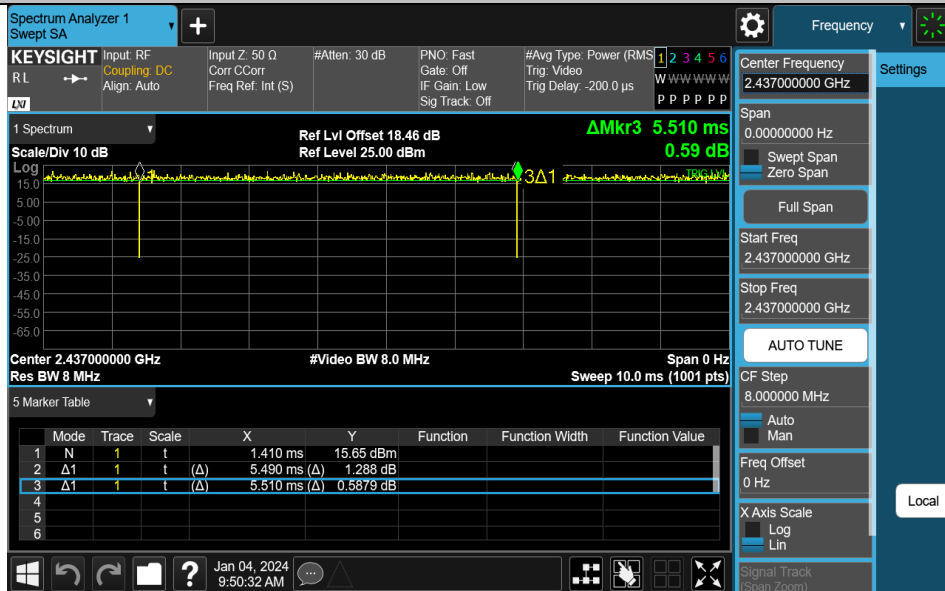 Spectrum Analyzer 1
Swept SA
+
Frequency
KEYSIGHT
RL
LXI
Input: RF
Coupling: DC
Align: Auto
Input Z: 50 Ω
Corr CCorr
Freq Ref: Int (S)
#Atten: 30 dB
PNO: Fast
Gate: Off
IF Gain: Low
Sig Track: Off
#Avg Type: Power (RMS
Trig: Video
Trig Delay: -200.0 µs
1 2 3 4 5 6
W W W W W W
P P P P P P
1 Spectrum
Scale/Div 10 dB
Ref Lvl Offset 18.46 dB
Ref Level 25.00 dBm
ΔMkr3 5.510 ms
0.59 dB
Log
15.0
5.00
-5.00
-15.0
-25.0
-35.0
-45.0
-55.0
-65.0
1
3Δ1
TRIG LVL
Center 2.437000000 GHz
#Video BW 8.0 MHz
Span 0 Hz
Res BW 8 MHz
Sweep 10.0 ms (1001 pts)
5 Marker Table
Mode Trace Scale X Y Function Function Width Function Value
1 N 1 t 1.410 ms 15.65 dBm
2 Δ1 1 t (Δ) 5.490 ms (Δ) 1.288 dB
3 Δ1 1 t (Δ) 5.510 ms (Δ) 0.5879 dB
4
5
6
?
Jan 04, 2024
9:50:32 AM
Center Frequency
2.437000000 GHz
Span
0.00000000 Hz
Swept Span
Zero Span
Full Span
Start Freq
2.437000000 GHz
Stop Freq
2.437000000 GHz
AUTO TUNE
CF Step
8.000000 MHz
Auto
Man
Freq Offset
0 Hz
X Axis Scale
Log
Lin
Signal Track
(Span Zoom)
Settings
Local